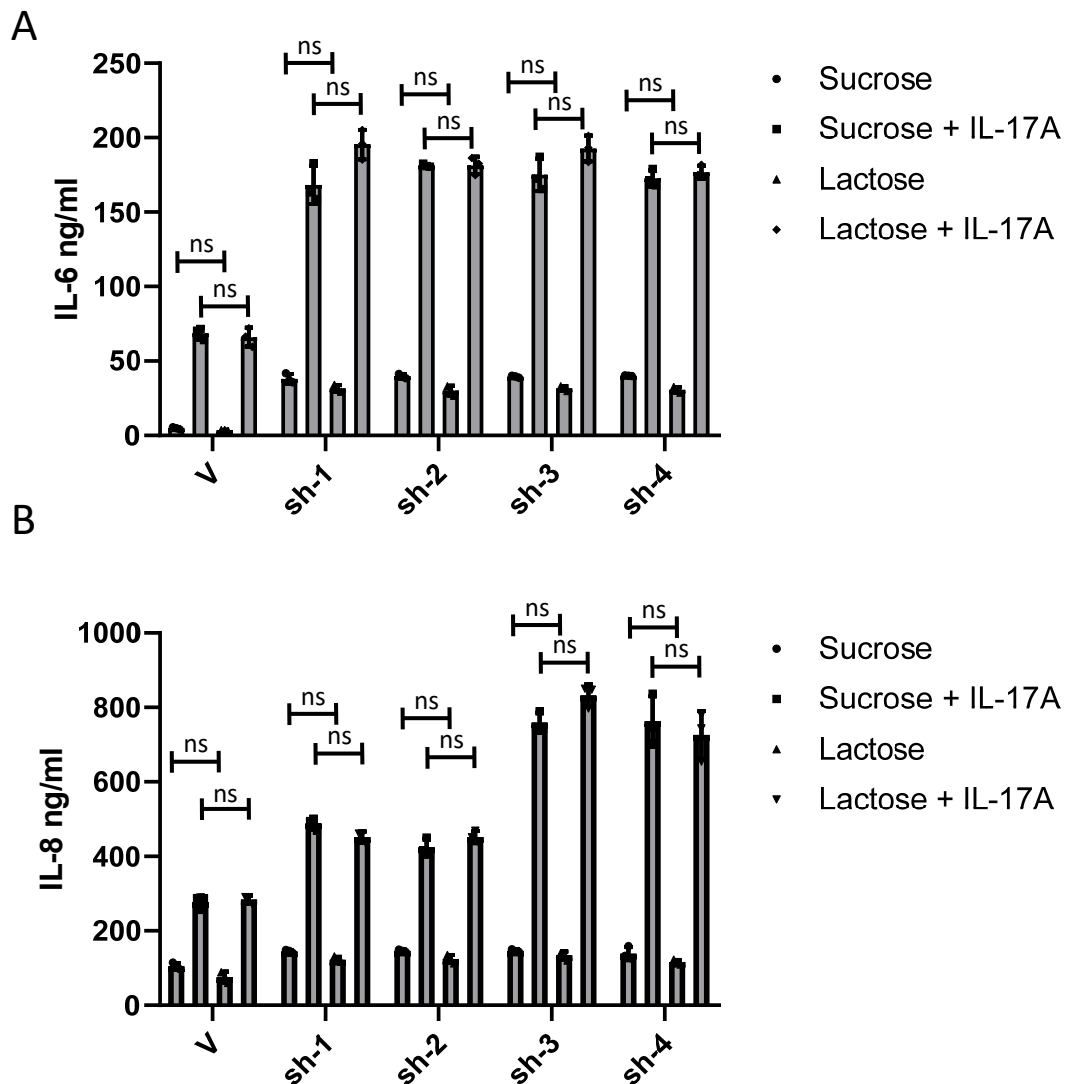 A
ns
ns
ns
ns
ns
ns
ns
ns
ns
ns
250
200
150
100
50
0
IL-6 ng/ml
V
sh-1
sh-2
sh-3
sh-4
Sucrose
Sucrose + IL-17A
Lactose
Lactose + IL-17A
B
ns
ns
ns
ns
ns
ns
ns
ns
ns
ns
1000
800
600
400
200
0
IL-8 ng/ml
V
sh-1
sh-2
sh-3
sh-4
Sucrose
Sucrose + IL-17A
Lactose
Lactose + IL-17A